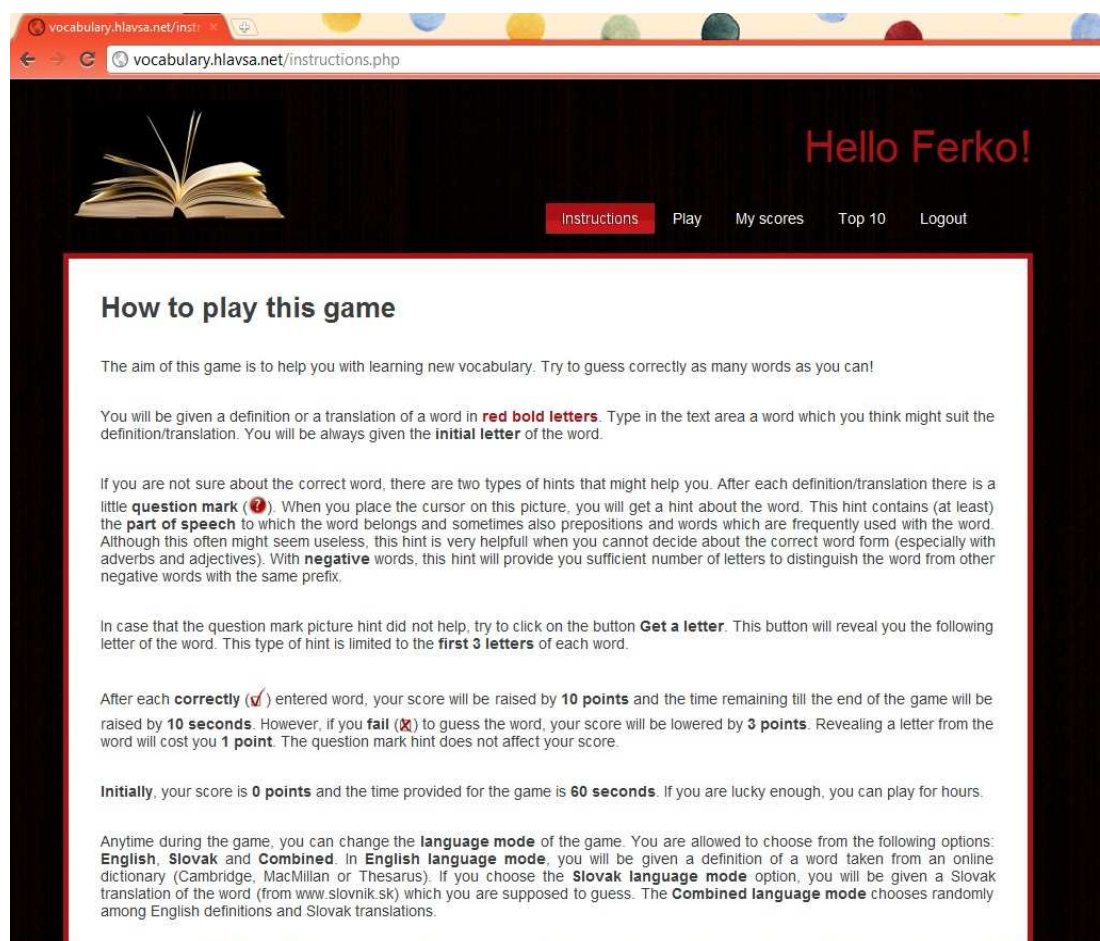 vocabulary.hlavsa.net/inst
vocabulary.hlavsa.net/instructions.php
Hello Ferko!
Instructions Play My scores Top 10 Logout
How to play this game
The aim of this game is to help you with learning new vocabulary. Try to guess correctly as many words as you can!
You will be given a definition or a translation of a word in red bold letters. Type in the text area a word which you think might suit the
definition/translation. You will be always given the initial letter of the word.
If you are not sure about the correct word, there are two types of hints that might help you. After each definition/translation there is a
little question mark (?). When you place the cursor on this picture, you will get a hint about the word. This hint contains (at least)
the part of speech to which the word belongs and sometimes also prepositions and words which are frequently used with the word.
Although this often might seem useless, this hint is very helpfull when you cannot decide about the correct word form (especially with
adverbs and adjectives). With negative words, this hint will provide you sufficient number of letters to distinguish the word from other
negative words with the same prefix.
In case that the question mark picture hint did not help, try to click on the button Get a letter. This button will reveal you the following
letter of the word. This type of hint is limited to the first 3 letters of each word.
After each correctly (✓) entered word, your score will be raised by 10 points and the time remaining till the end of the game will be
raised by 10 seconds. However, if you fail (✗) to guess the word, your score will be lowered by 3 points. Revealing a letter from the
word will cost you 1 point. The question mark hint does not affect your score.
Initially, your score is 0 points and the time provided for the game is 60 seconds. If you are lucky enough, you can play for hours.
Anytime during the game, you can change the language mode of the game. You are allowed to choose from the following options:
English, Slovak and Combined. In English language mode, you will be given a definition of a word taken from an online
dictionary (Cambridge, MacMillan or Thesarus). If you choose the Slovak language mode option, you will be given a Slovak
translation of the word (from www.slovnik.sk) which you are supposed to guess. The Combined language mode chooses randomly
among English definitions and Slovak translations.